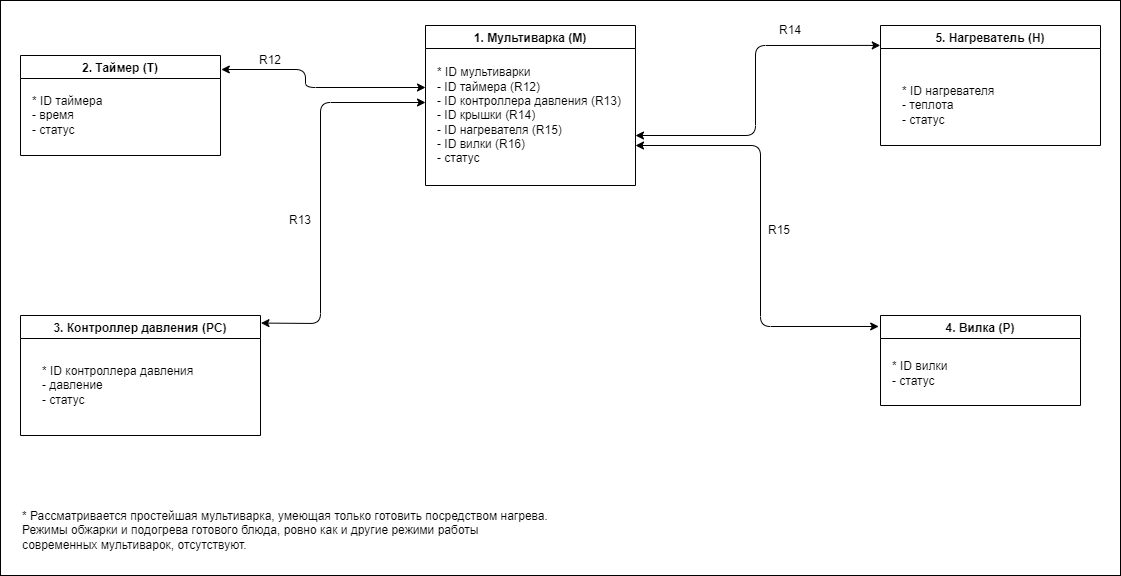 R14
1. Мультиварка (М)
5. Нагреватель (Н)
R12
2. Таймер (Т)
* ID мультиварки
- ID таймера (R12)
- ID контроллера давления (R13)
- ID крышки (R14)
- ID нагревателя (R15)
- ID вилки (R16)
- статус
* ID нагревателя
- теплота
- статус
* ID таймера
- время
- статус
R13
R15
3. Контроллер давления (PC)
4. Вилка (P)
* ID контроллера давления
- давление
- статус
* ID вилки
- статус
* Рассматривается простейшая мультиварка, умеющая только готовить посредством нагрева.
Режимы обжарки и подогрева готового блюда, ровно как и другие режими работы
современных мультиварок, отсутствуют.